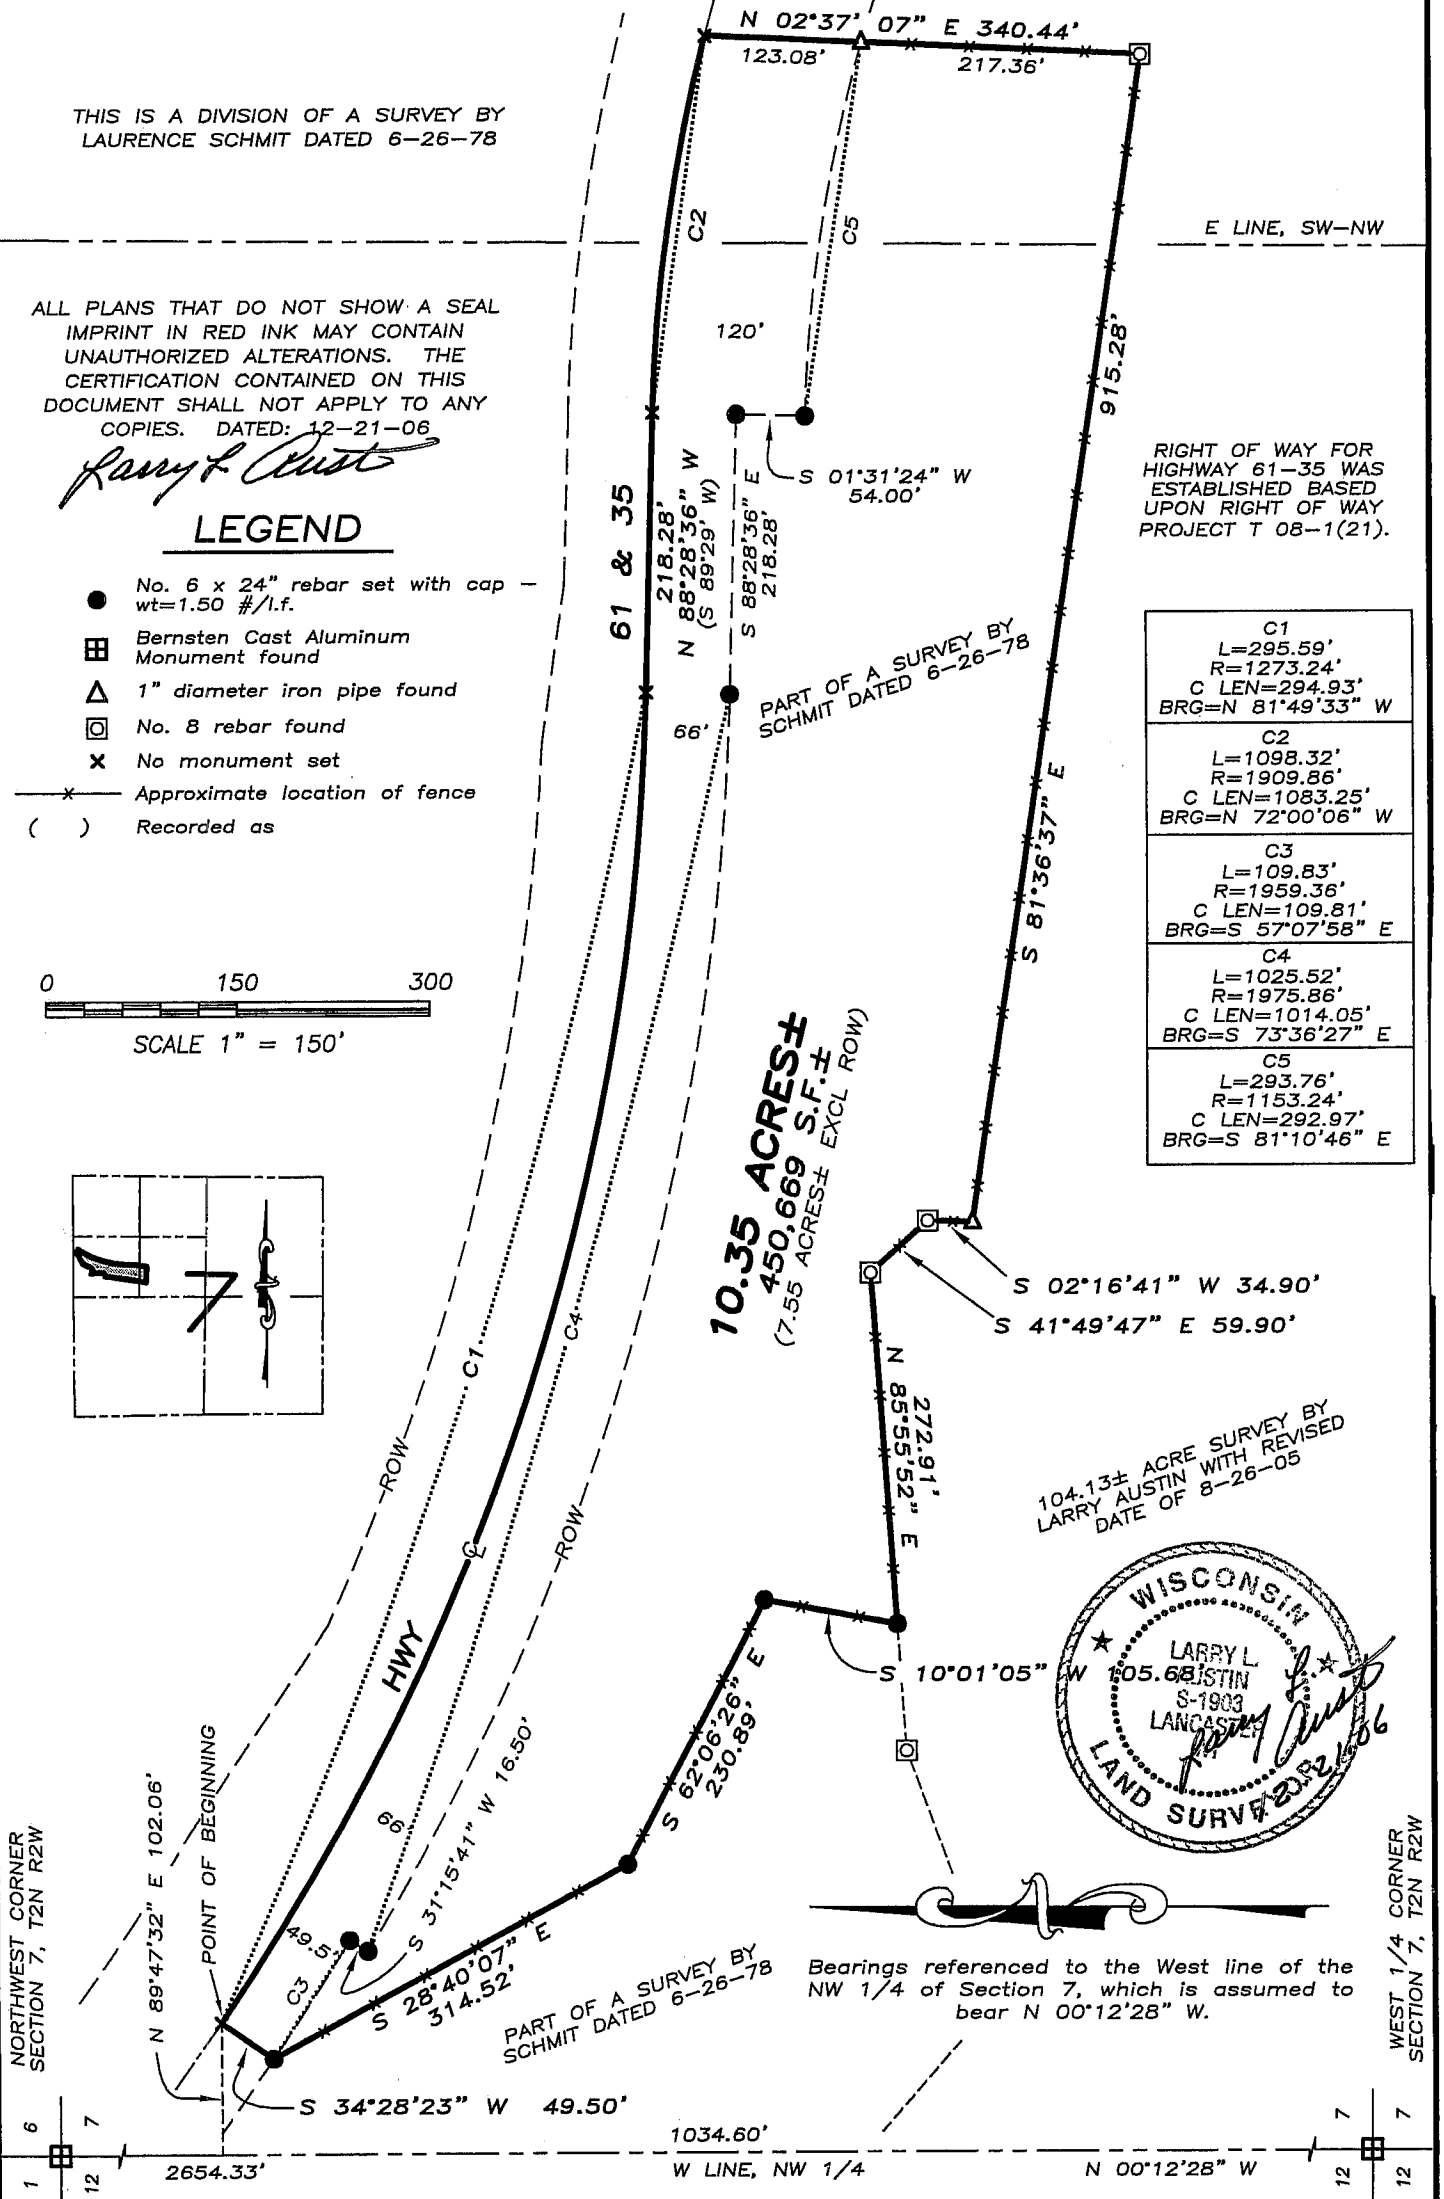 N 02°37' 07" E 340.44'
123.08'
217.36'
THIS IS A DIVISION OF A SURVEY BY
LAURENCE SCHMIT DATED 6-26-78
C2
C5
E LINE, SW-NW
ALL PLANS THAT DO NOT SHOW A SEAL
IMPRINT IN RED INK MAY CONTAIN
UNAUTHORIZED ALTERATIONS. THE
CERTIFICATION CONTAINED ON THIS
DOCUMENT SHALL NOT APPLY TO ANY
COPIES. DATED: 12-21-06
120'
915.28'
S 01°31'24" W
54.00'
RIGHT OF WAY FOR
HIGHWAY 61-35 WAS
ESTABLISHED BASED
UPON RIGHT OF WAY
PROJECT T 08-1(21).
LEGEND
No. 6 x 24" rebar set with cap -
wt=1.50 #/l.f.
Bernsten Cast Aluminum
Monument found
1" diameter iron pipe found
No. 8 rebar found
No monument set
Approximate location of fence
( ) Recorded as
61 & 35
218.28'
N 88°28'36" W
(S 89°29' W)
S 88°28'36" E
218.28'
66'
PART OF A SURVEY BY
SCHMIT DATED 6-26-78
S 81°36'37" E
C1
L=295.59'
R=1273.24'
C LEN=294.93'
BRG=N 81°49'33" W
C2
L=1098.32'
R=1909.86'
C LEN=1083.25'
BRG=N 72°00'06" W
C3
L=109.83'
R=1959.36'
C LEN=109.81'
BRG=S 57°07'58" E
C4
L=1025.52'
R=1975.86'
C LEN=1014.05'
BRG=S 73°36'27" E
C5
L=293.76'
R=1153.24'
C LEN=292.97'
BRG=S 81°10'46" E
0 150 300
SCALE 1" = 150'
10.35 ACRES±
450,669 S.F.±
(7.55 ACRES± EXCL ROW)
7
C1
C4
S 02°16'41" W 34.90'
S 41°49'47" E 59.90'
272.91'
N 85°55'52" E
ROW
ROW
104.13± ACRE SURVEY BY
LARRY AUSTIN WITH REVISED
DATE OF 8-26-05
HWY
S 10°01'05" W 105.68'
S 62°06'26" E
230.89'
WISCONSIN
LARRY L.
AUSTIN
S-1903
LANCASTER
LAND SURVEYOR
66'
S 31°15'41" W 16.50'
49.5'
C3
S 28°40'07" E
314.52'
PART OF A SURVEY BY
SCHMIT DATED 6-26-78
POINT OF BEGINNING
N 89°47'32" E 102.06'
NORTHWEST CORNER
SECTION 7, T2N R2W
Bearings referenced to the West line of the
NW 1/4 of Section 7, which is assumed to
bear N 00°12'28" W.
WEST 1/4 CORNER
SECTION 7, T2N R2W
S 34°28'23" W 49.50'
1034.60'
2654.33'
W LINE, NW 1/4
N 00°12'28" W
6 7
1 12
7 7
12 12